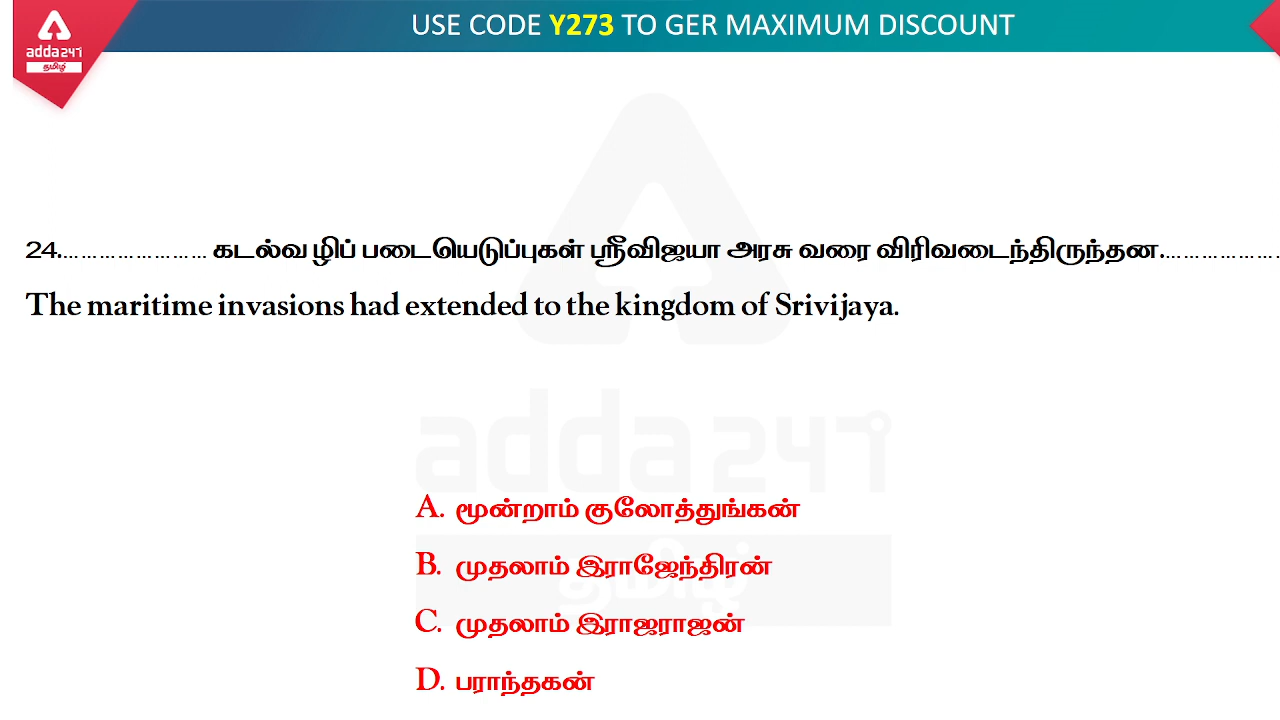 adda247
தமிழ்
USE CODE Y273 TO GER MAXIMUM DISCOUNT
24.………………… கடல்வ ழிப் படையெடுப்புகள் ஸ்ரீவிஜயா அரசு வரை விரிவடைந்திருந்தன.………………
The maritime invasions had extended to the kingdom of Srivijaya.
adda247
தமிழ்
A. மூன்றாம் குலோத்துங்கன்
B. முதலாம் இராஜேந்திரன்
C. முதலாம் இராஜராஜன்
D. பராந்தகன்